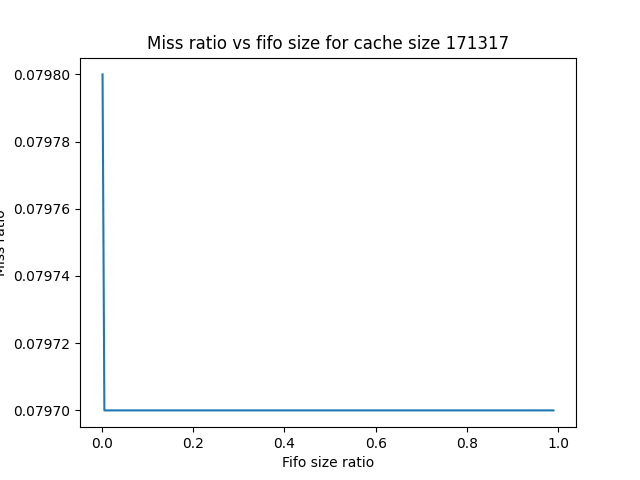 Miss ratio vs fifo size for cache size 171317
0.07980
0.07978
0.07976
0.07974
0.07972
0.07970
Miss ratio
0.0 0.2 0.4 0.6 0.8 1.0
Fifo size ratio